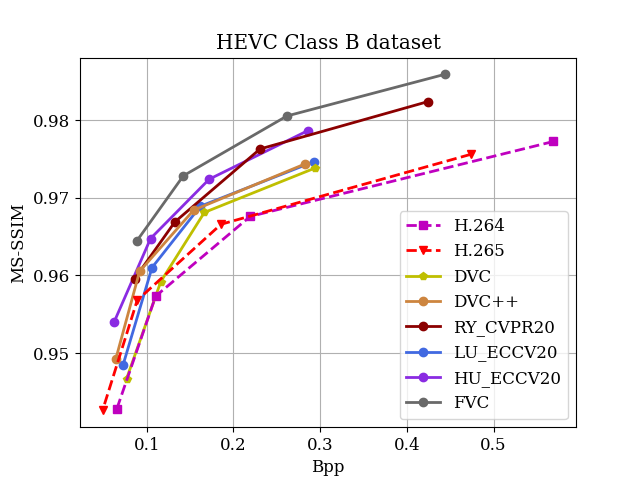 HEVC Class B dataset
MS-SSIM
0.98
0.97
0.96
0.95
0.1 0.2 0.3 0.4 0.5
Bpp
H.264
H.265
DVC
DVC++
RY_CVPR20
LU_ECCV20
HU_ECCV20
FVC